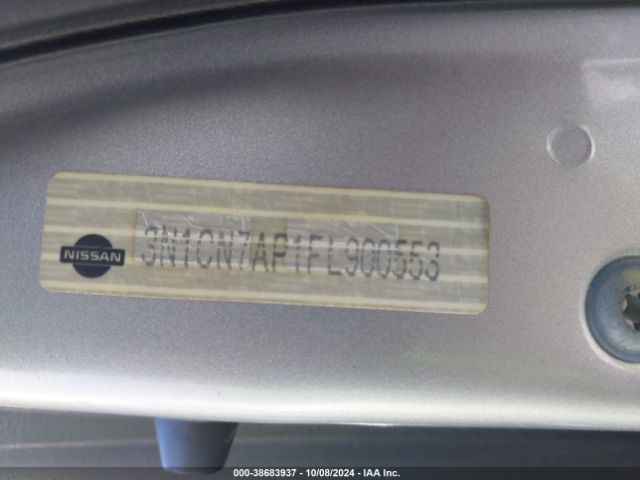 NISSAN 3N1CN7AP1FL900553
000-38683937 - 10/08/2024 - IAA Inc.